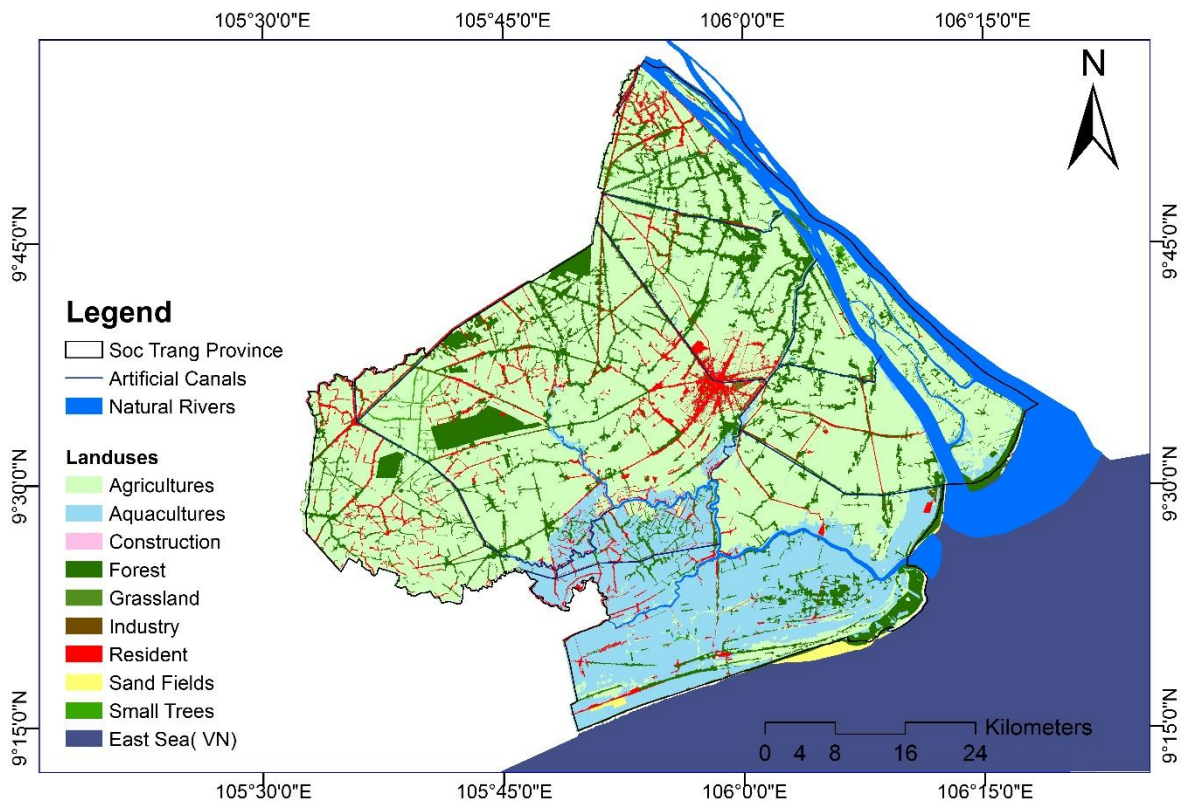 105°30'0"E 105°45'0"E 106°0'0"E 106°15'0"E
N
9°45'0"N 9°45'0"N
Legend
Soc Trang Province
Artificial Canals
Natural Rivers
Landuses
Agricultures
Aquacultures
Construction
Forest
Grassland
Industry
Resident
Sand Fields
Small Trees
East Sea( VN)
9°30'0"N 9°30'0"N
9°15'0"N 9°15'0"N
Kilometers
0 4 8 16 24
105°30'0"E 105°45'0"E 106°0'0"E 106°15'0"E